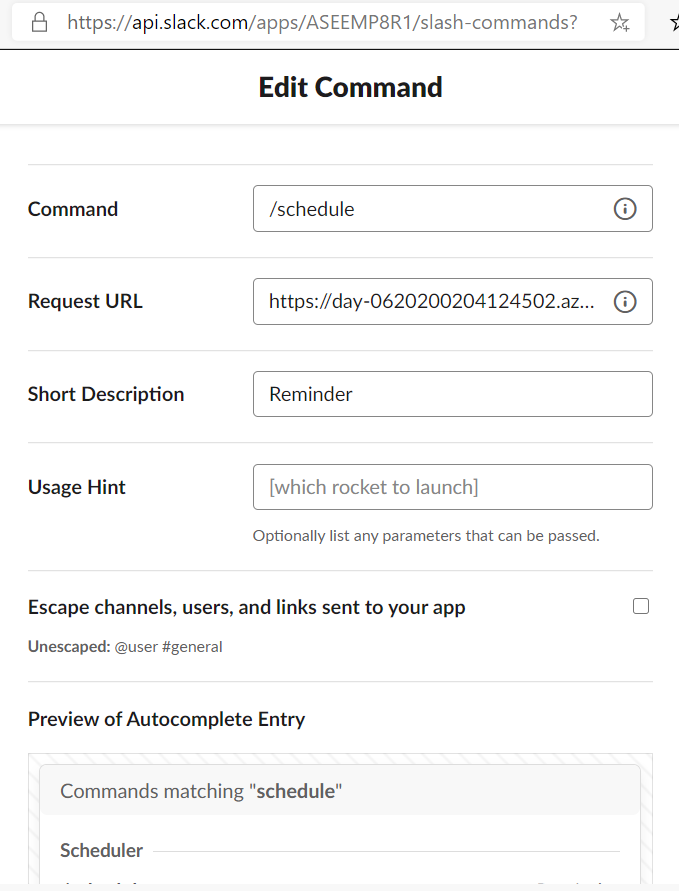 https://api.slack.com/apps/ASEEMP8R1/slash-commands?
Edit Command
Command
/schedule
Request URL
https://day-0620200204124502.az...
Short Description
Reminder
Usage Hint
[which rocket to launch]
Optionally list any parameters that can be passed.
Escape channels, users, and links sent to your app
Unescaped: @user #general
Preview of Autocomplete Entry
Commands matching "schedule"
Scheduler